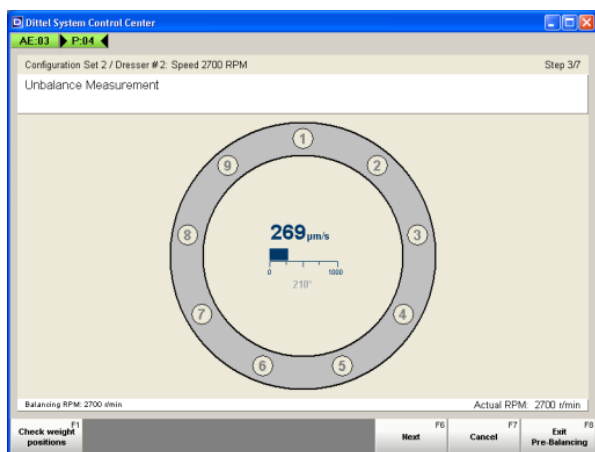 Dittel System Control Center
AE:03 P:04
Configuration Set 2 / Dresser # 2: Speed 2700 RPM Step 3/7
Unbalance Measurement
1
9 2
269 µm/s
8 3
0 1000
210°
7 4
6 5
Balancing RPM: 2700 r/min Actual RPM: 2700 r/min
F1 F6 F7 F8
Check weight positions Next Cancel Exit Pre-Balancing